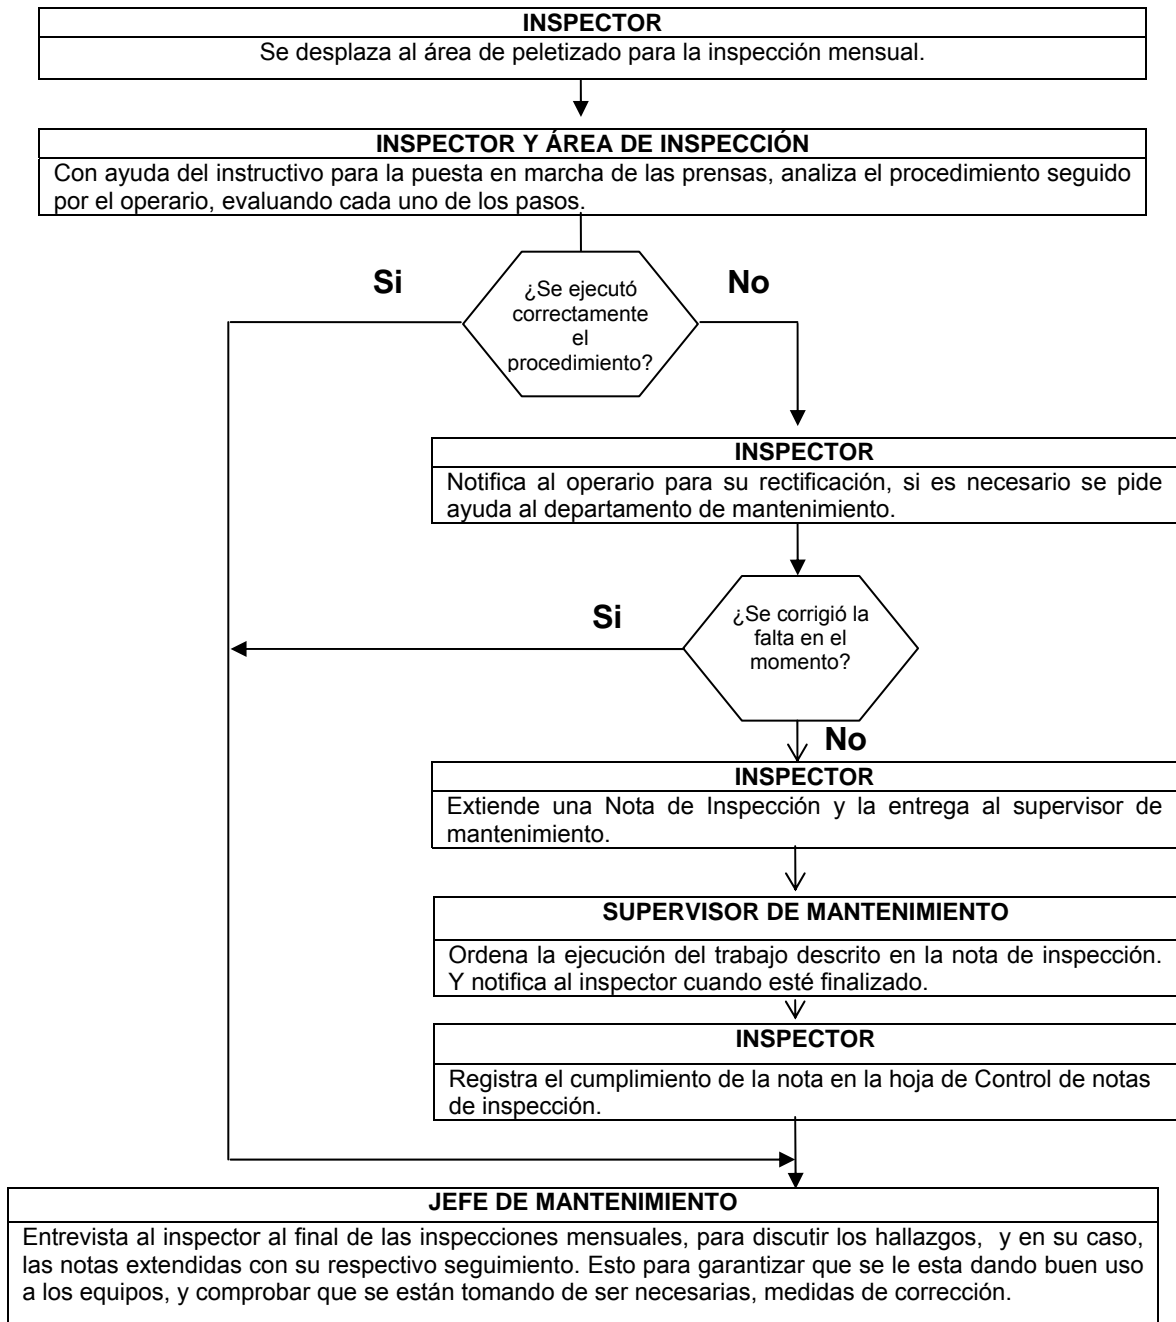 INSPECTOR
Se desplaza al área de peletizado para la inspección mensual.
INSPECTOR Y ÁREA DE INSPECCIÓN
Con ayuda del instructivo para la puesta en marcha de las prensas, analiza el procedimiento seguido
por el operario, evaluando cada uno de los pasos.
Si
¿Se ejecutó
correctamente
el
procedimiento?
No
INSPECTOR
Notifica al operario para su rectificación, si es necesario se pide
ayuda al departamento de mantenimiento.
Si
¿Se corrigió la
falta en el
momento?
No
INSPECTOR
Extiende una Nota de Inspección y la entrega al supervisor de
mantenimiento.
SUPERVISOR DE MANTENIMIENTO
Ordena la ejecución del trabajo descrito en la nota de inspección.
Y notifica al inspector cuando esté finalizado.
INSPECTOR
Registra el cumplimiento de la nota en la hoja de Control de notas
de inspección.
JEFE DE MANTENIMIENTO
Entrevista al inspector al final de las inspecciones mensuales, para discutir los hallazgos, y en su caso,
las notas extendidas con su respectivo seguimiento. Esto para garantizar que se le esta dando buen uso
a los equipos, y comprobar que se están tomando de ser necesarias, medidas de corrección.